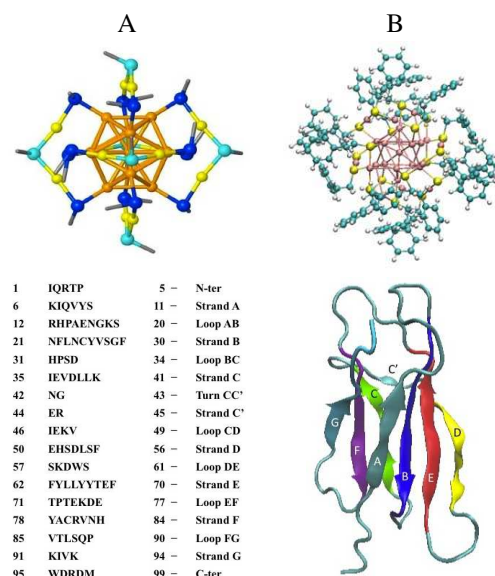 A B
1 IQRTP 5 – N-ter
6 KIQVYS 11 – Strand A
12 RHPAENGKS 20 – Loop AB
21 NFLNCYVSGF 30 – Strand B
31 HPSD 34 – Loop BC
35 IEVDLLK 41 – Strand C
42 NG 43 – Turn CC'
44 ER 45 – Strand C'
46 IEKV 49 – Loop CD
50 EHSDLSF 56 – Strand D
57 SKDWS 61 – Loop DE
62 FYLLYYTEF 70 – Strand E
71 TPTEKDE 77 – Loop EF
78 YACRVNH 84 – Strand F
85 VTLSQP 90 – Loop FG
91 KIVK 94 – Strand G
95 WDRDM 99 – C-ter
C'
C
G
D
F
A
B
E